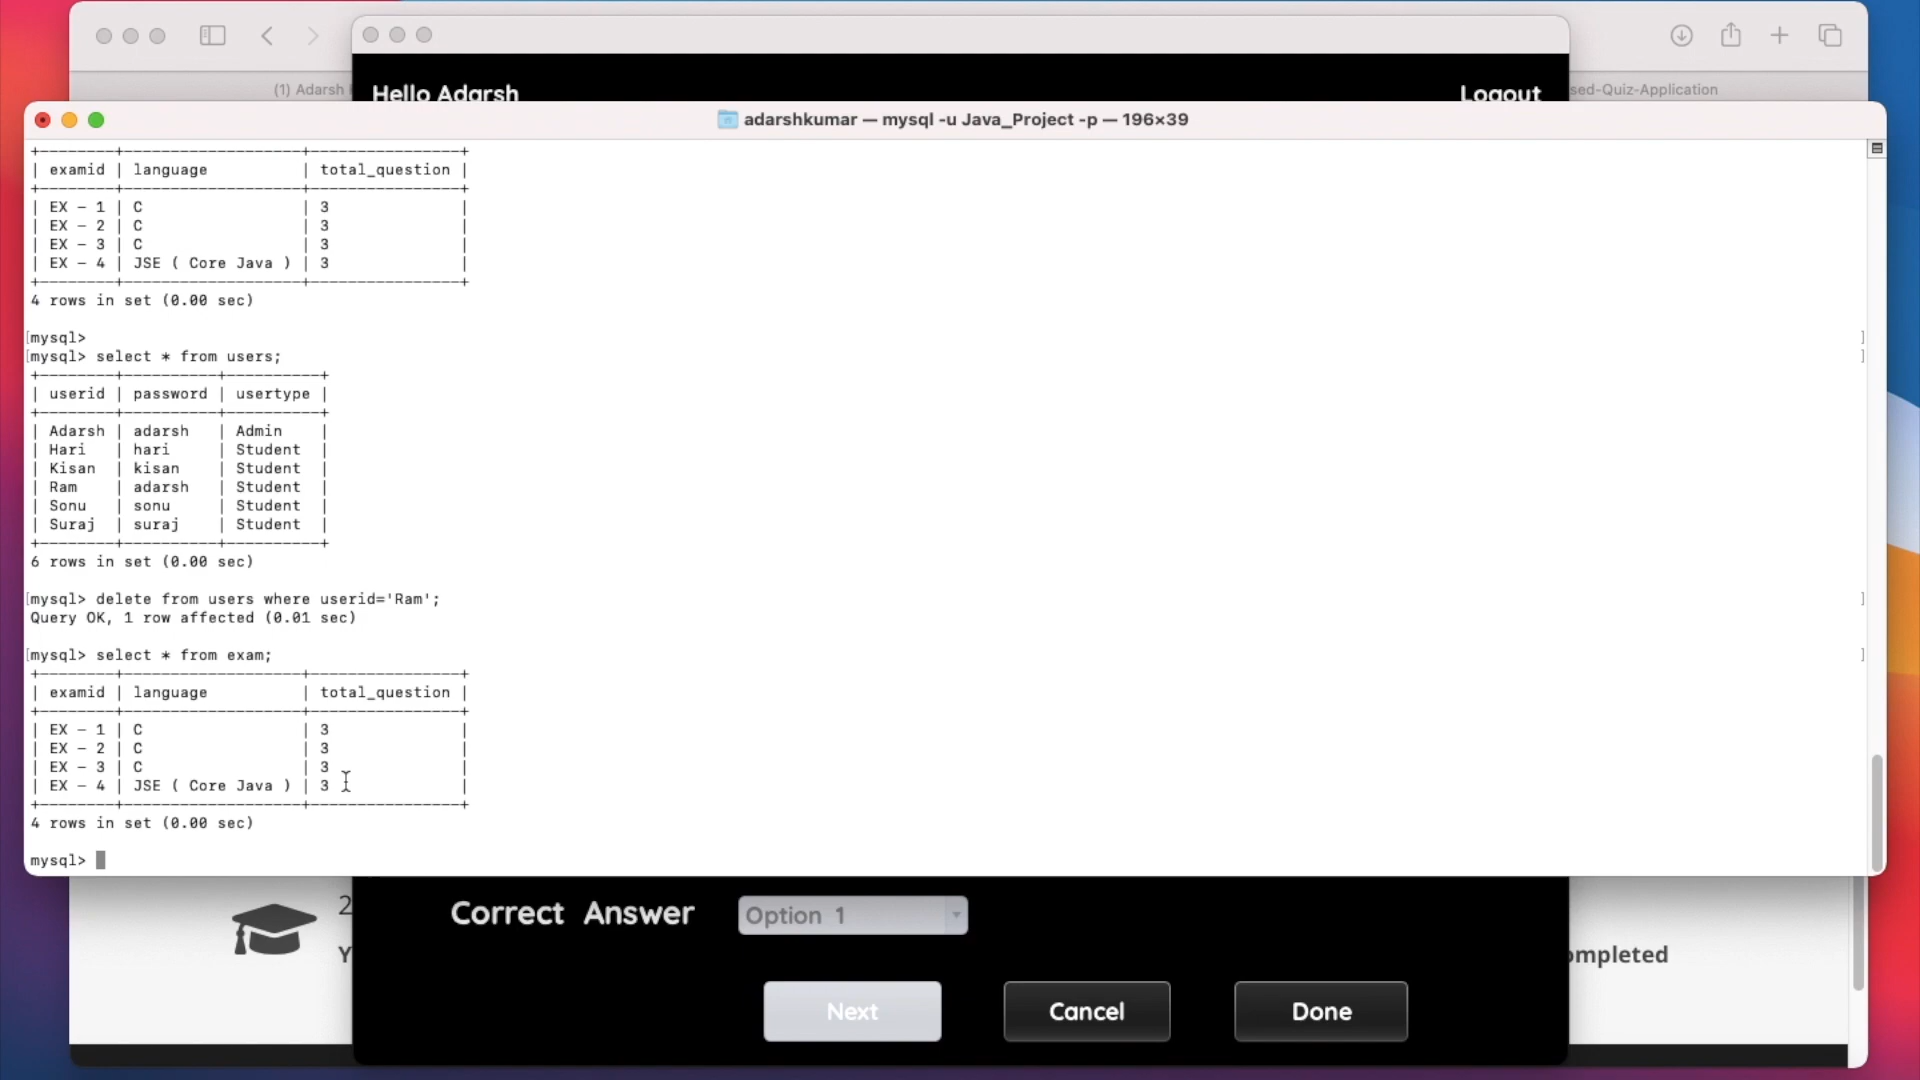 (1) Adarsh
sed-Quiz-Application
Hello Adarsh
Logout
adarshkumar — mysql -u Java_Project -p — 196×39
| examid | language | total_question |
| EX - 1 | C | 3 |
| EX - 2 | C | 3 |
| EX - 3 | C | 3 |
| EX - 4 | JSE ( Core Java ) | 3 |
4 rows in set (0.00 sec)
[mysql> ]
[mysql> select * from users; ]
| userid | password | usertype |
| Adarsh | adarsh | Admin |
| Hari | hari | Student |
| Kisan | kisan | Student |
| Ram | adarsh | Student |
| Sonu | sonu | Student |
| Suraj | suraj | Student |
6 rows in set (0.00 sec)
[mysql> delete from users where userid='Ram'; ]
Query OK, 1 row affected (0.01 sec)
[mysql> select * from exam; ]
| examid | language | total_question |
| EX - 1 | C | 3 |
| EX - 2 | C | 3 |
| EX - 3 | C | 3 |
| EX - 4 | JSE ( Core Java ) | 3 |
4 rows in set (0.00 sec)
mysql>
2
Correct Answer
Option 1
Y
ompleted
Next
Cancel
Done